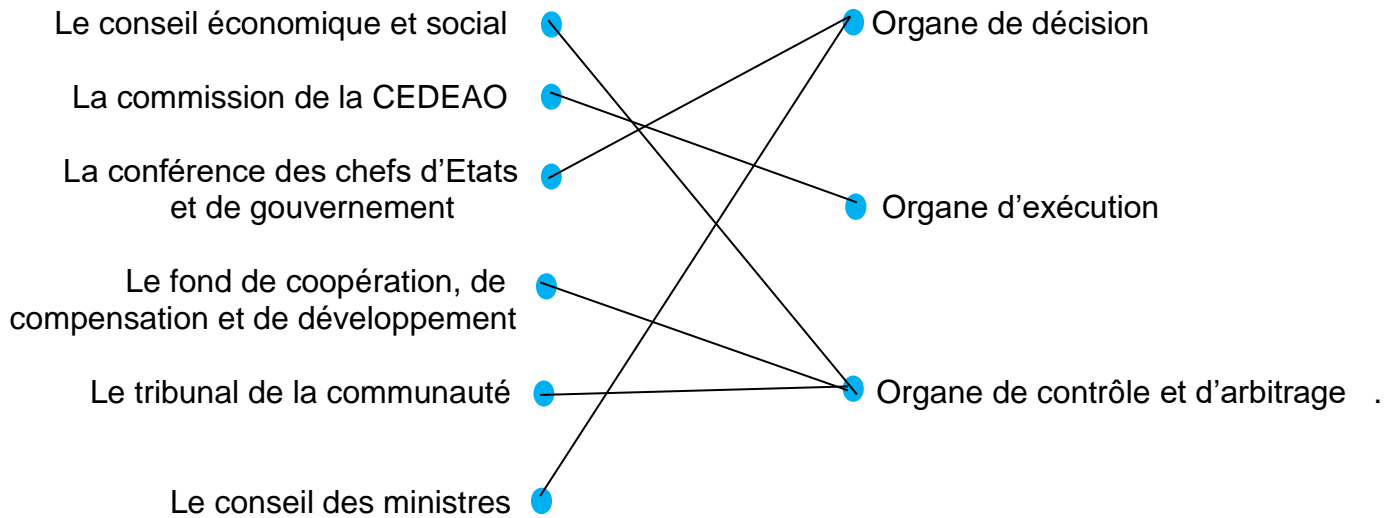 Le conseil économique et social
Organe de décision
La commission de la CEDEAO
La conférence des chefs d'Etats
et de gouvernement
Organe d'exécution
Le fond de coopération, de
compensation et de développement
Le tribunal de la communauté
Organe de contrôle et d'arbitrage .
Le conseil des ministres